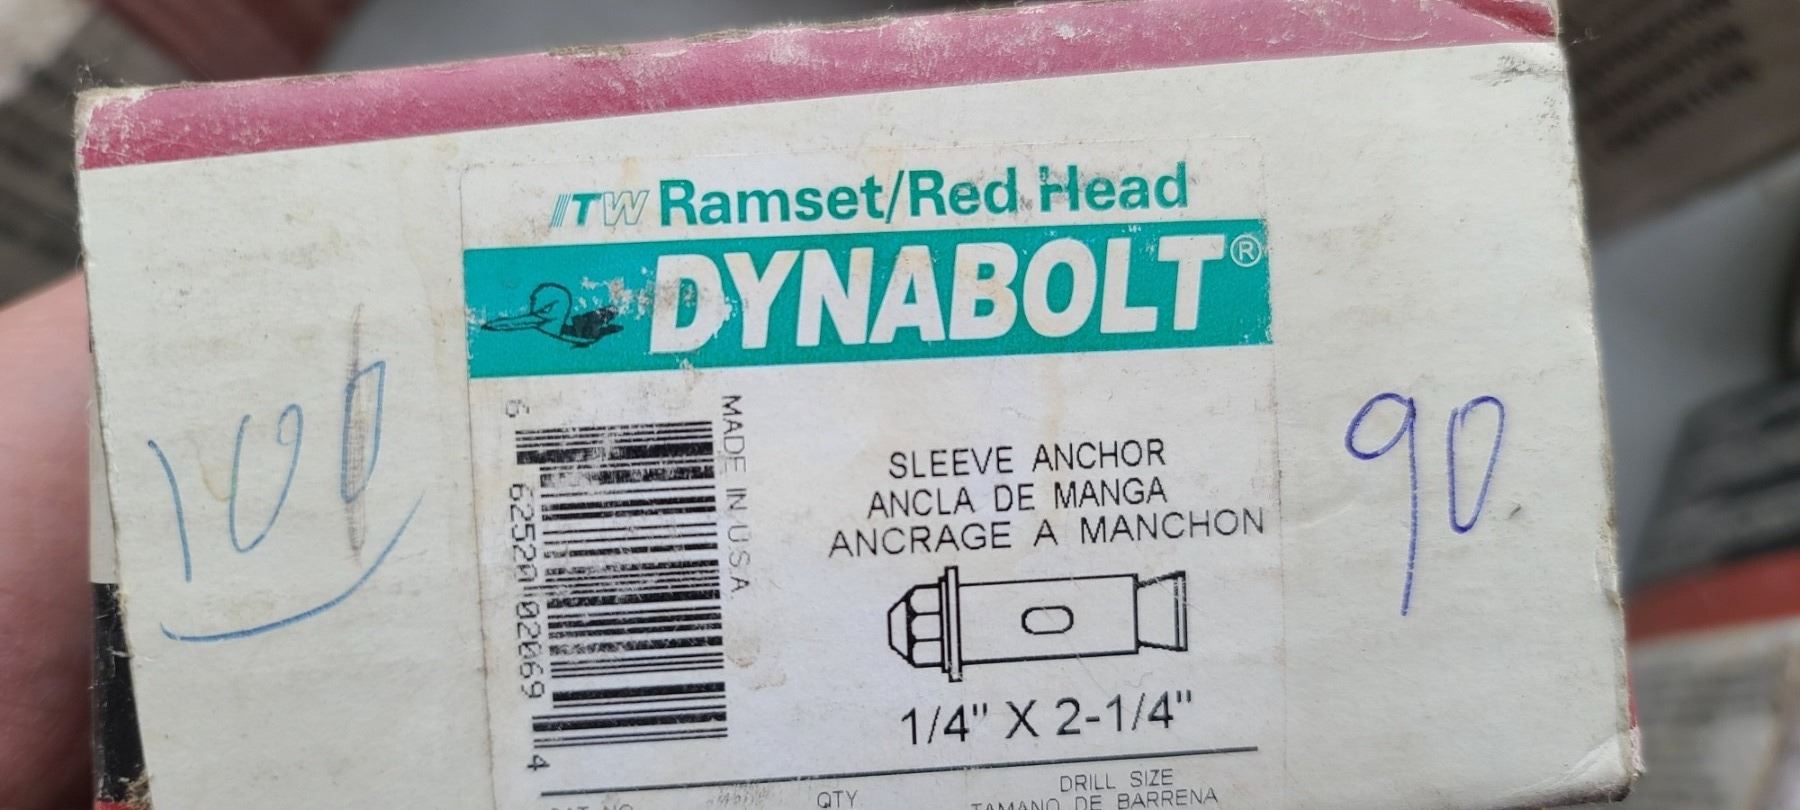 ITW Ramset/Red Head
DYNABOLT®
100
90
MADE IN U.S.A
6 62520 02069 4
SLEEVE ANCHOR
ANCLA DE MANGA
ANCRAGE A MANCHON
1/4" X 2-1/4"
DRILL SIZE
QTY.
TAMANO DE BARRENA